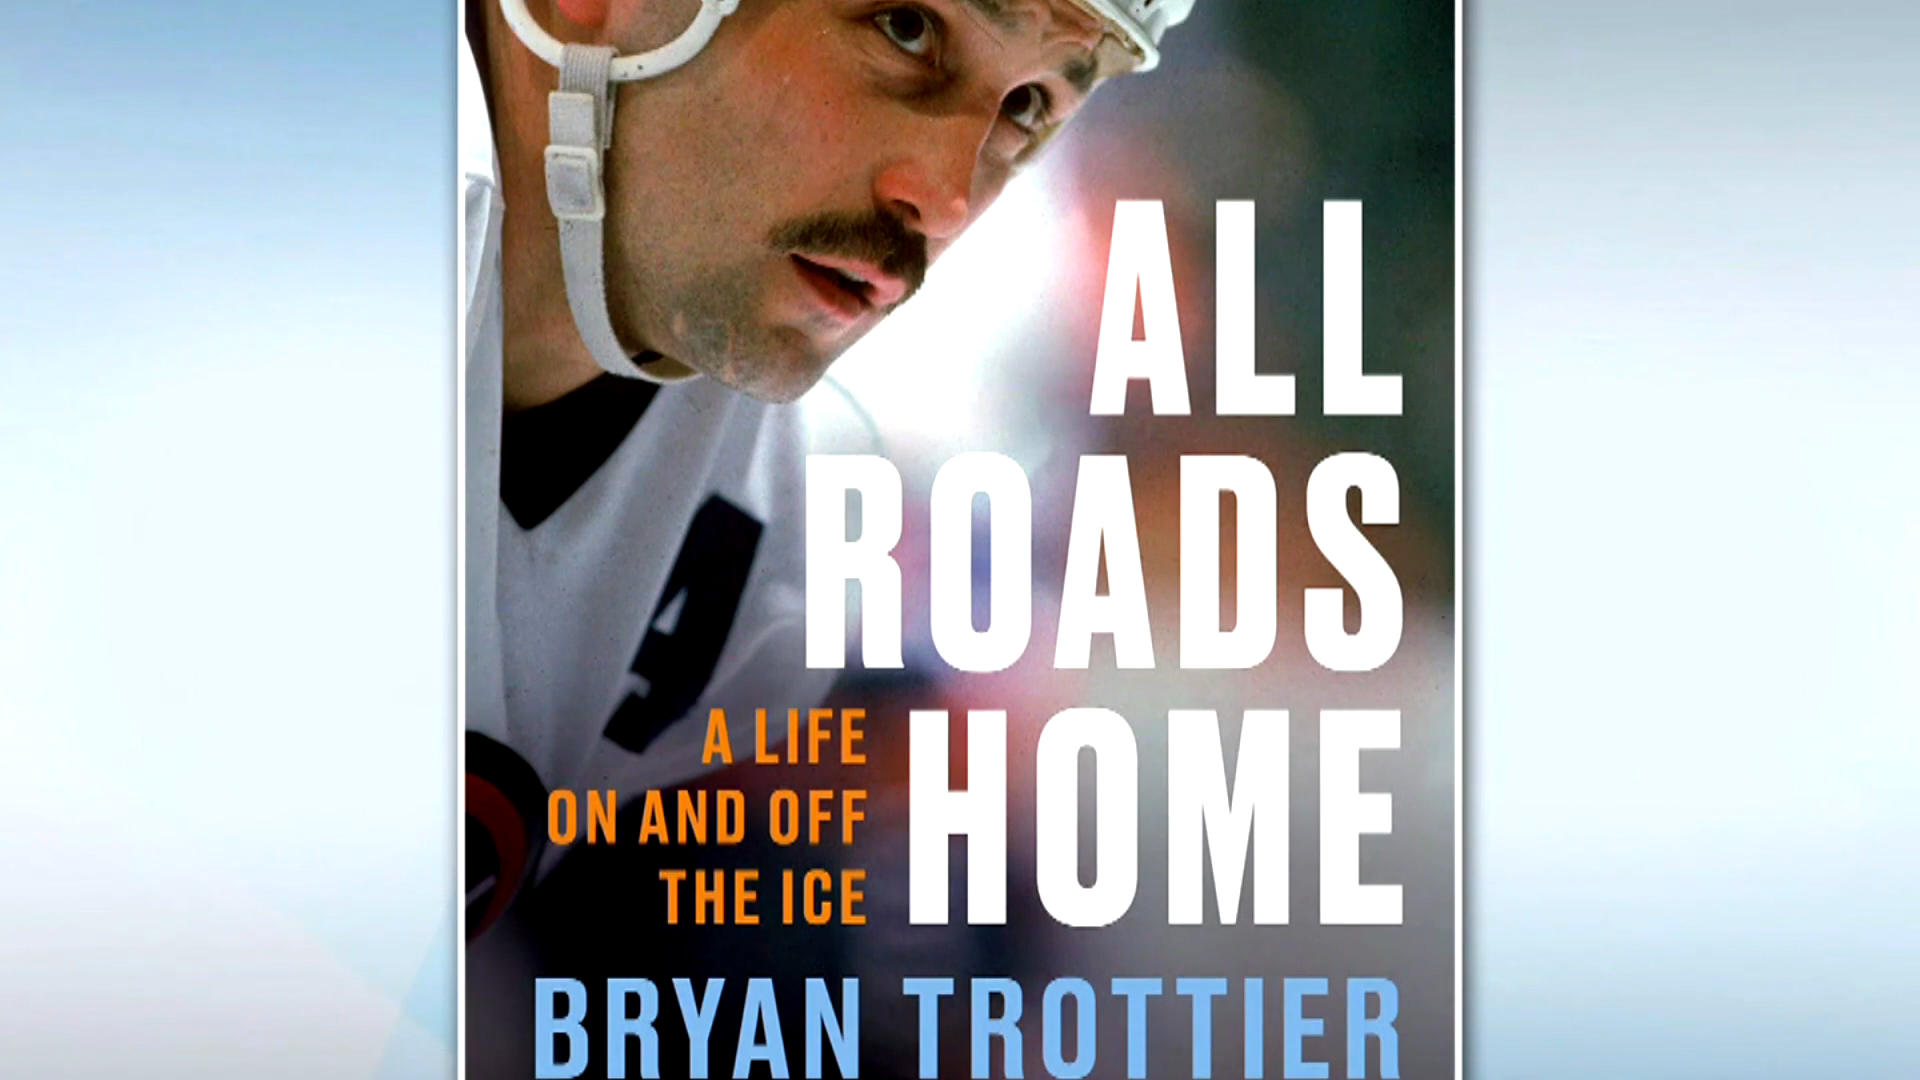 ALL
ROADS
HOME
A LIFE
ON AND OFF
THE ICE
BRYAN TROTTIER
A